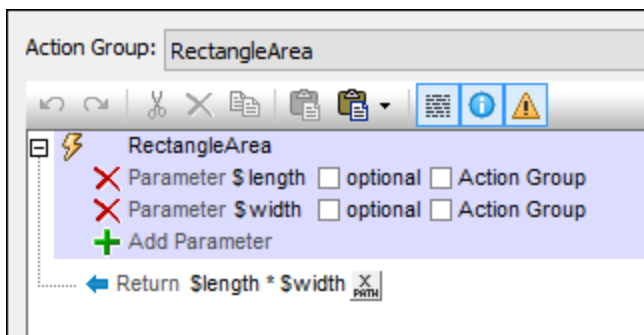 Action Group: RectangleArea
RectangleArea
Parameter $length optional Action Group
Parameter $width optional Action Group
Add Parameter
Return $length * $width X PATH